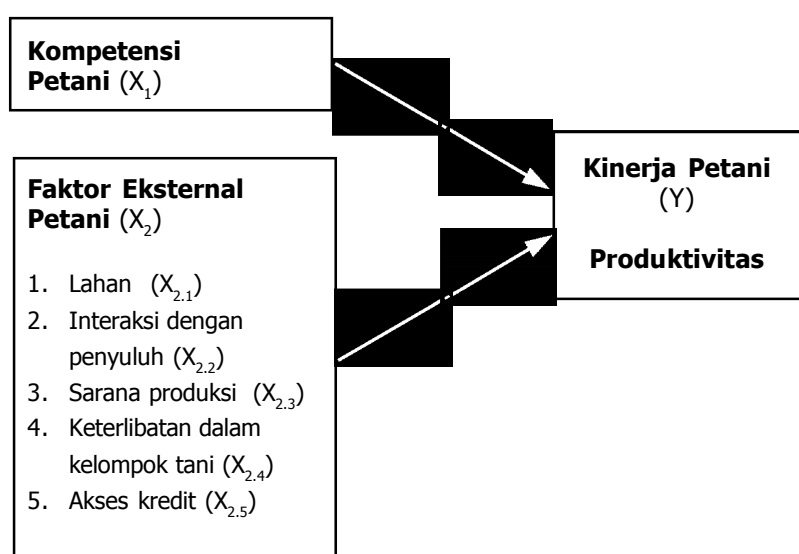 Kompetensi
Petani (X₁)
Faktor Eksternal
Petani (X₂)
1. Lahan (X₂.₁)
2. Interaksi dengan
penyuluh (X₂.₂)
3. Sarana produksi (X₂.₃)
4. Keterlibatan dalam
kelompok tani (X₂.₄)
5. Akses kredit (X₂.₅)
Kinerja Petani
(Y)
Produktivitas